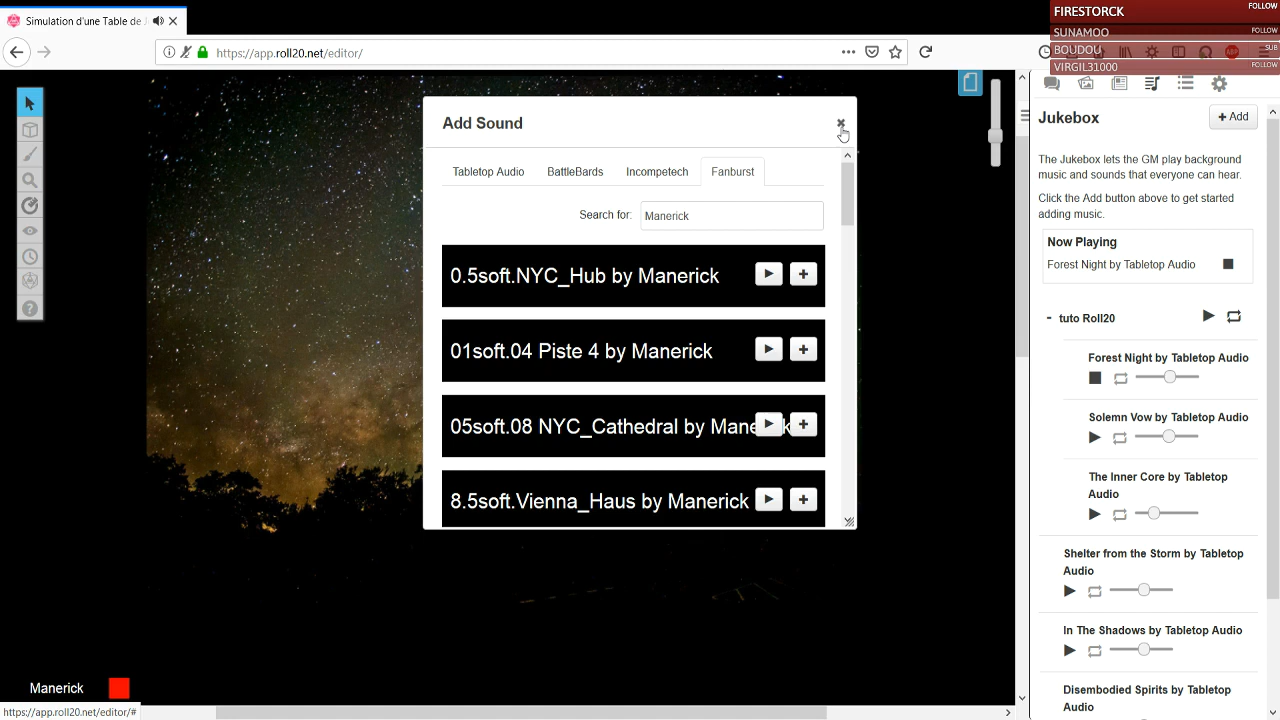 Simulation d'une Table de J
FIRESTORCK
FOLLOW
SUNAMOO
FOLLOW
BOUDOU
SUB
VIRGIL31000
FOLLOW
https://app.roll20.net/editor/
Add Sound
Tabletop Audio
BattleBards
Incompetech
Fanburst
Search for:
Manerick
0.5soft.NYC_Hub by Manerick
01soft.04 Piste 4 by Manerick
05soft.08 NYC_Cathedral by Mane k
8.5soft.Vienna_Haus by Manerick
Jukebox
+ Add
The Jukebox lets the GM play background
music and sounds that everyone can hear.
Click the Add button above to get started
adding music.
Now Playing
Forest Night by Tabletop Audio
- tuto Roll20
Forest Night by Tabletop Audio
Solemn Vow by Tabletop Audio
The Inner Core by Tabletop
Audio
Shelter from the Storm by Tabletop
Audio
In The Shadows by Tabletop Audio
Disembodied Spirits by Tabletop
Audio
Manerick
https://app.roll20.net/editor/#